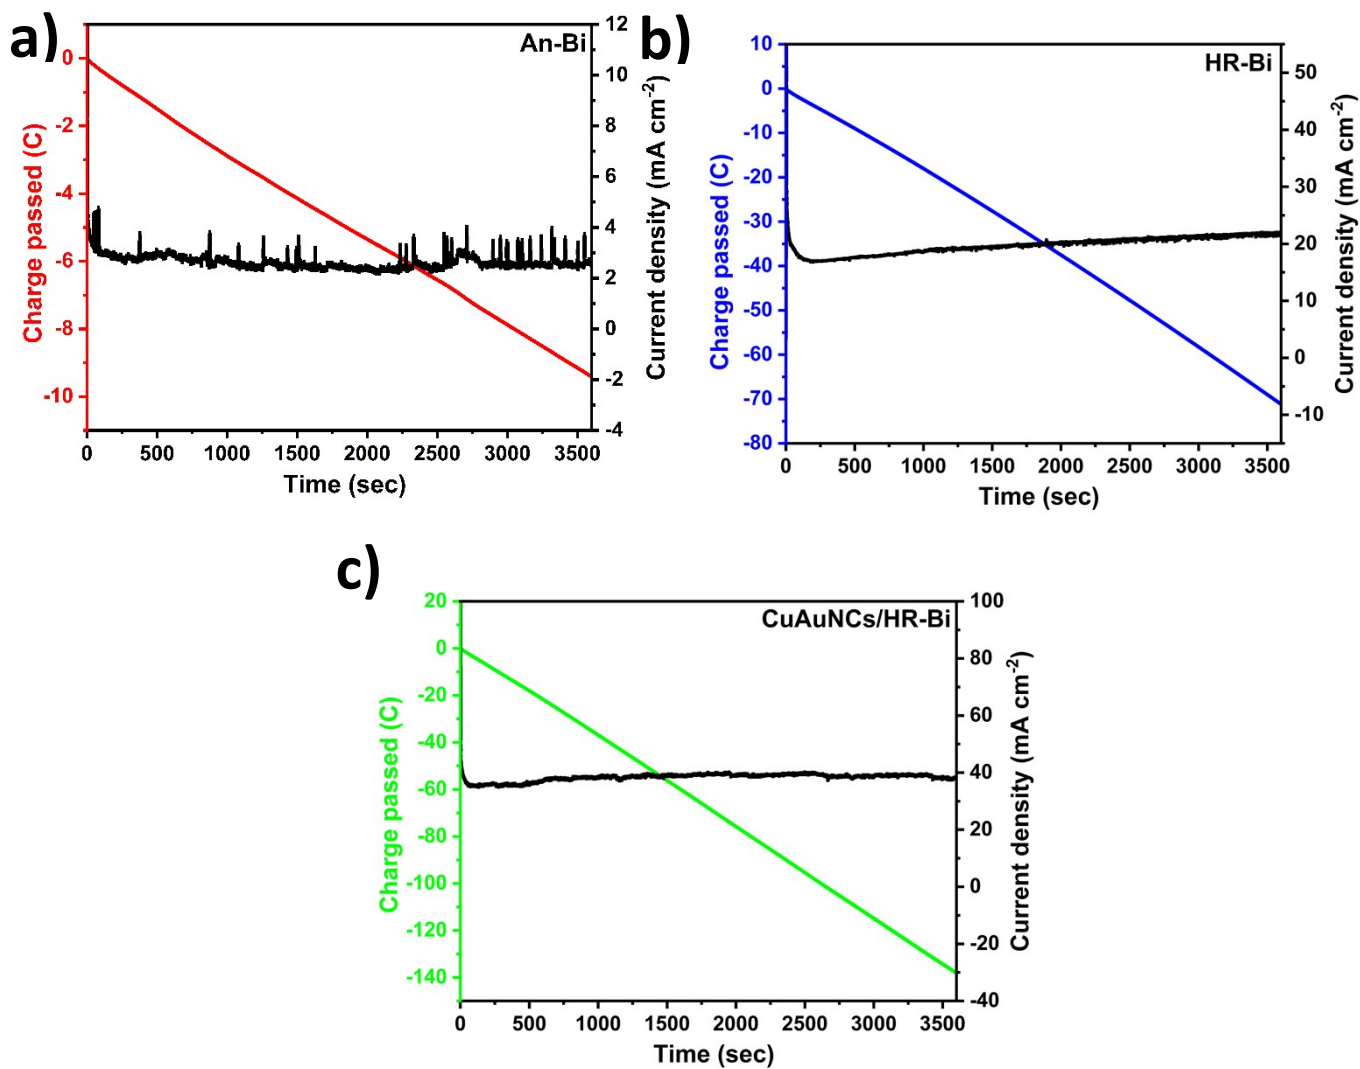 a)
An-Bi
0
-2
-4
-6
-8
-10
Charge passed (C)
12
10
8
6
4
2
0
-2
-4
Current density (mA cm-2)
0 500 1000 1500 2000 2500 3000 3500
Time (sec)
b)
HR-Bi
10
0
-10
-20
-30
-40
-50
-60
-70
-80
Charge passed (C)
50
40
30
20
10
0
-10
Current density (mA cm-2)
0 500 1000 1500 2000 2500 3000 3500
Time (sec)
c)
CuAuNCs/HR-Bi
20
0
-20
-40
-60
-80
-100
-120
-140
Charge passed (C)
100
80
60
40
20
0
-20
-40
Current density (mA cm-2)
0 500 1000 1500 2000 2500 3000 3500
Time (sec)